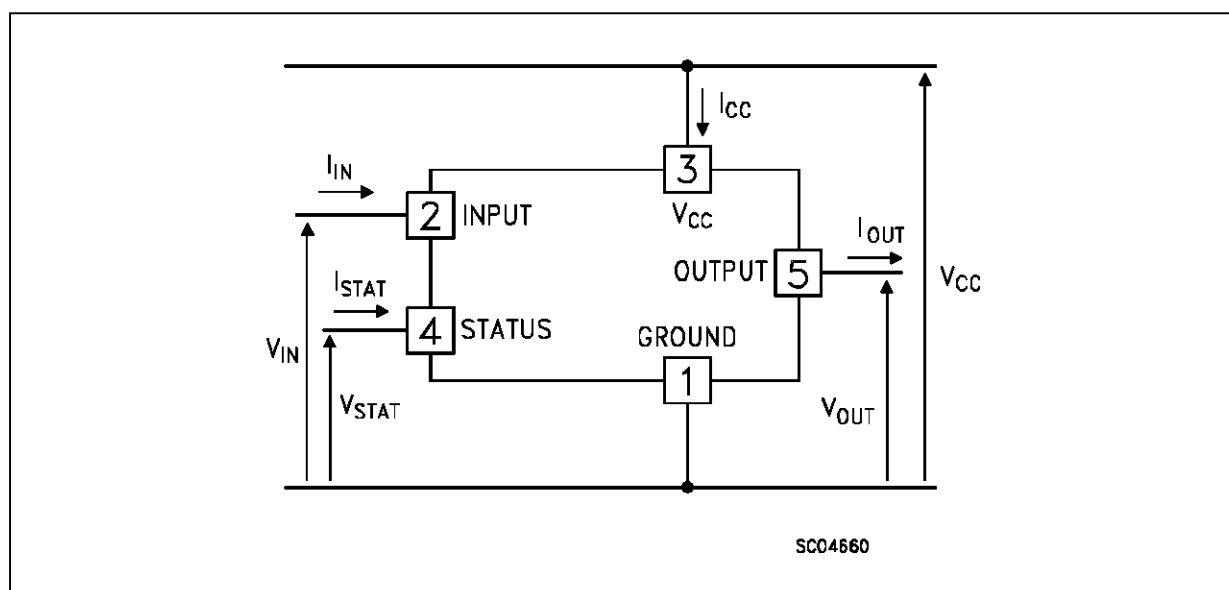 I_CC
I_IN
3
2 INPUT
V_CC
I_OUT
OUTPUT 5
V_CC
I_STAT
4 STATUS
GROUND
V_IN
1
V_STAT
V_OUT
SC04660